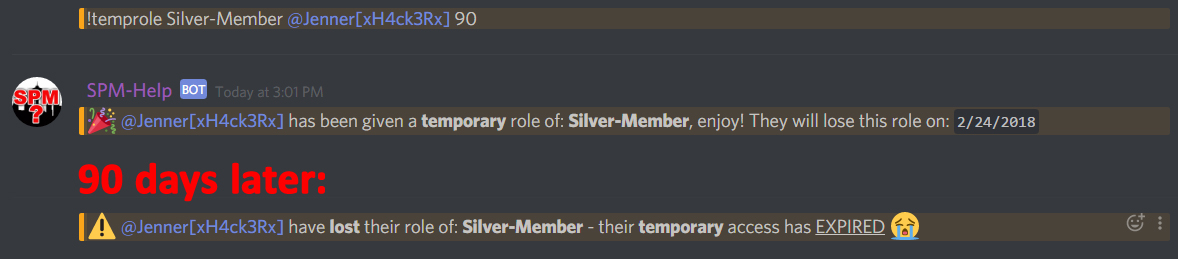 !temprole Silver-Member @Jenner[xH4ck3Rx] 90
SPM
?
SPM-Help BOT Today at 3:01 PM
@Jenner[xH4ck3Rx] has been given a temporary role of: Silver-Member, enjoy! They will lose this role on: 2/24/2018
90 days later:
@Jenner[xH4ck3Rx] have lost their role of: Silver-Member - their temporary access has EXPIRED